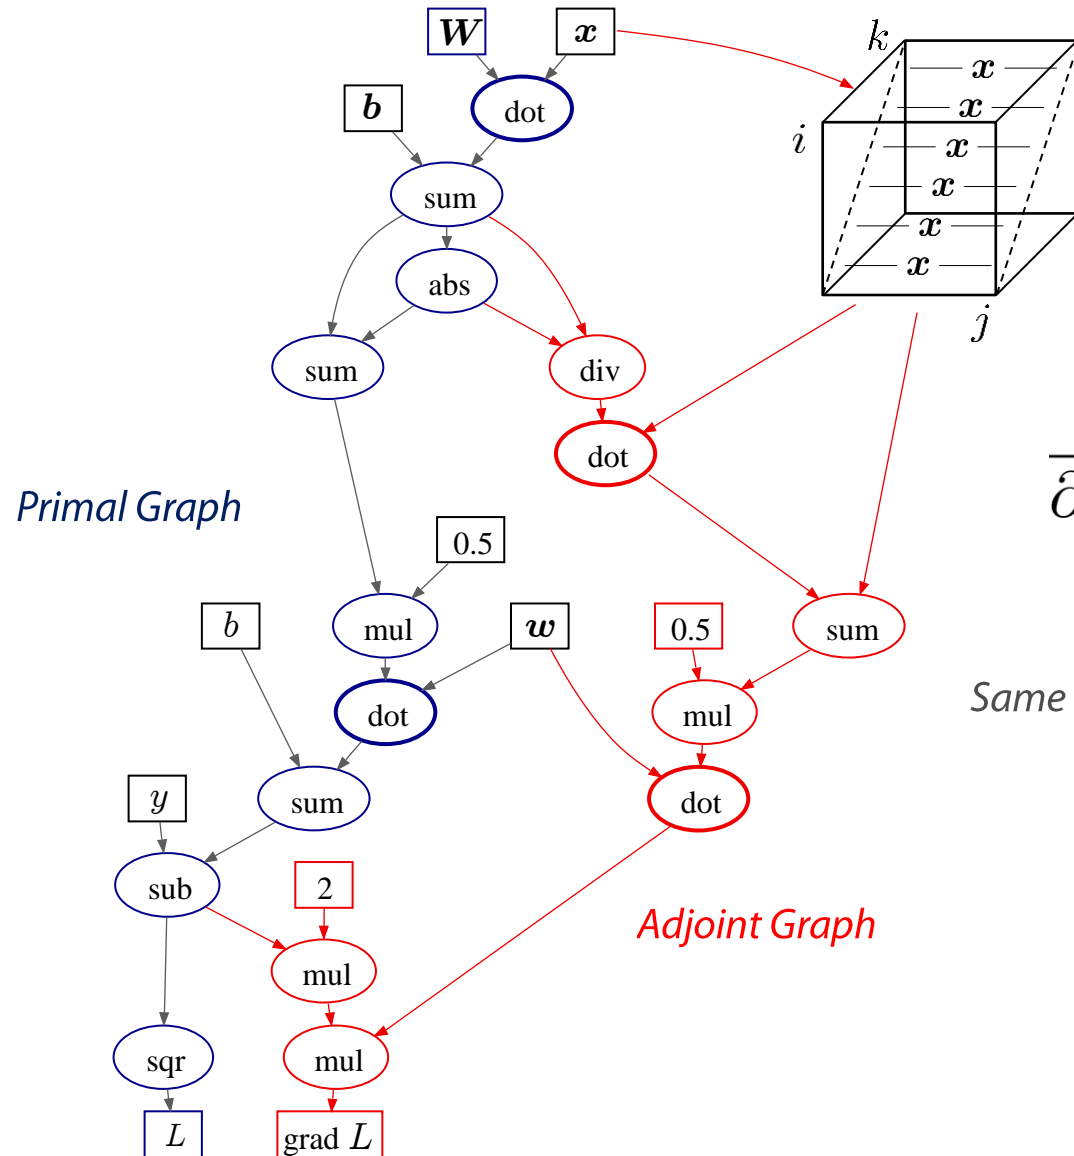 W
x
k
x
x
b
dot
i
x
x
sum
x
abs
x
j
sum
div
dot
Primal Graph
∂
0.5
b
mul
w
0.5
sum
Same
dot
mul
y
sum
dot
sub
2
Adjoint Graph
mul
sqr
mul
L
grad L